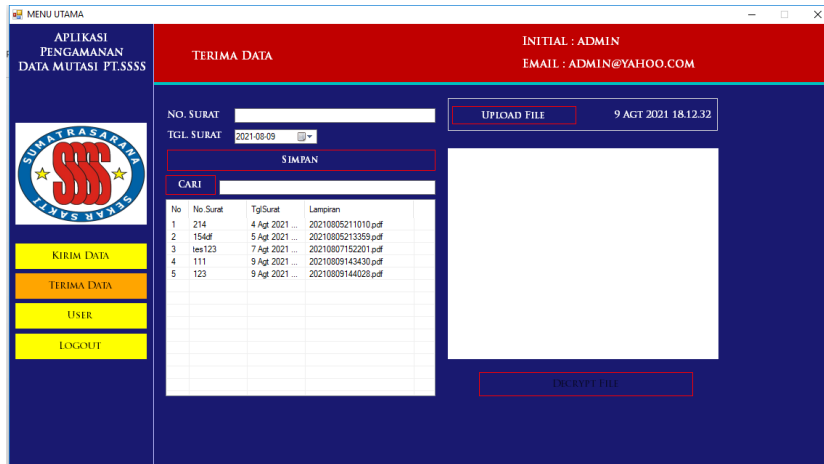 MENU UTAMA
APLIKASI
PENGAMANAN
DATA MUTASI PT.SSSS
TERIMA DATA
INITIAL : ADMIN
EMAIL : ADMIN@YAHOO.COM
SUMATRASARANA
SSSS
SEKAR SAKTI
KIRIM DATA
TERIMA DATA
USER
LOGOUT
NO. SURAT
TGL. SURAT 2021-08-09
SIMPAN
CARI
No No.Surat TglSurat Lampiran
1 214 4 Agt 2021 ... 20210805211010.pdf
2 154df 5 Agt 2021 ... 20210805213359.pdf
3 tes123 7 Agt 2021 ... 20210807152201.pdf
4 111 9 Agt 2021 ... 20210809143430.pdf
5 123 9 Agt 2021 ... 20210809144028.pdf
UPLOAD FILE 9 AGT 2021 18.12.32
DECRYPT FILE